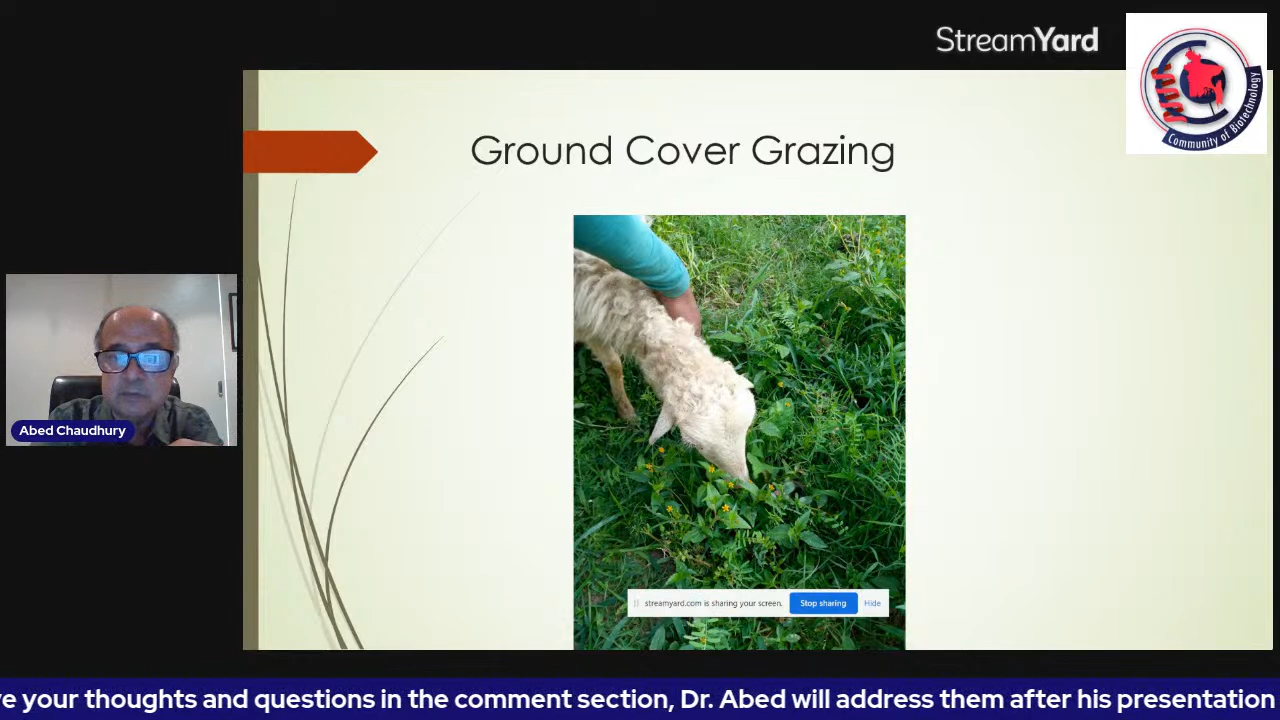 StreamYard
Community of Biotechnology
Ground Cover Grazing
Abed Chaudhury
streamyard.com is sharing your screen.
Stop sharing
Hide
your thoughts and questions in the comment section, Dr. Abed will address them after his presentation